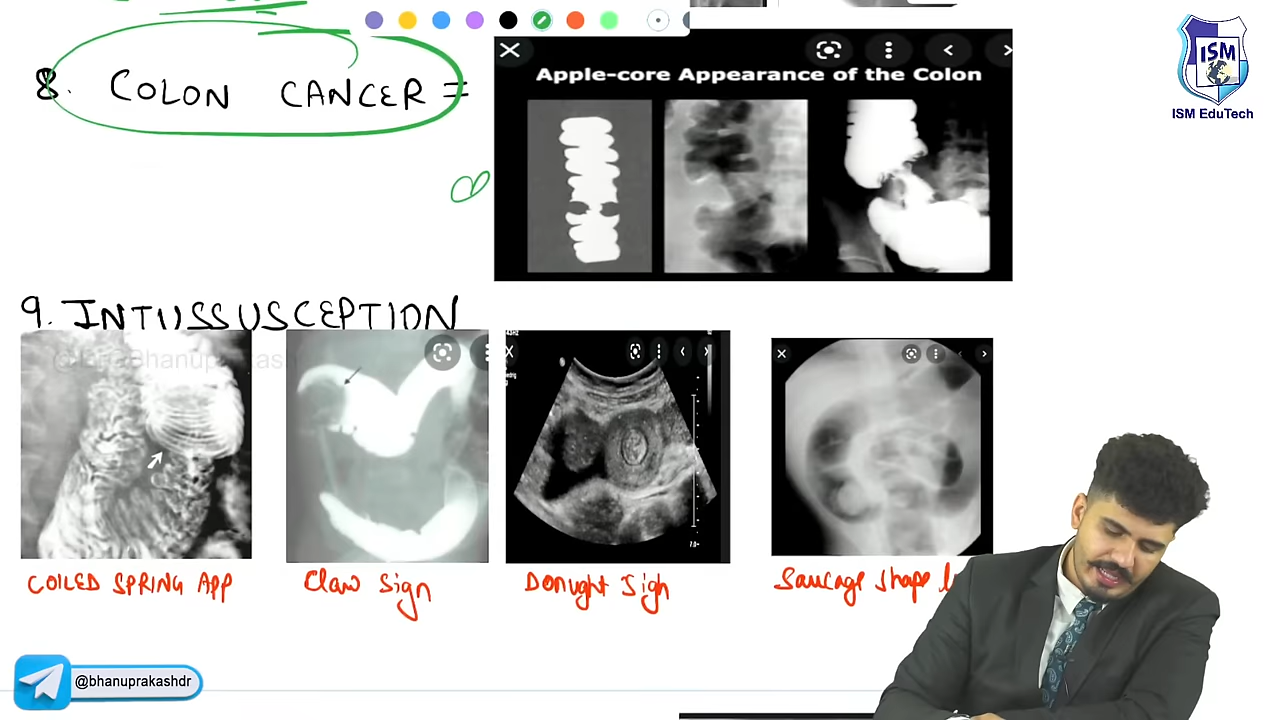 8. COLON CANCER =
Apple-core Appearance of the Colon
ISM
ISM EduTech
9. INTUSSUSCEPTION
COILED SPRING APP
Claw Sign
Donught Sigh
Saucage shape
@bhanuprakashdr